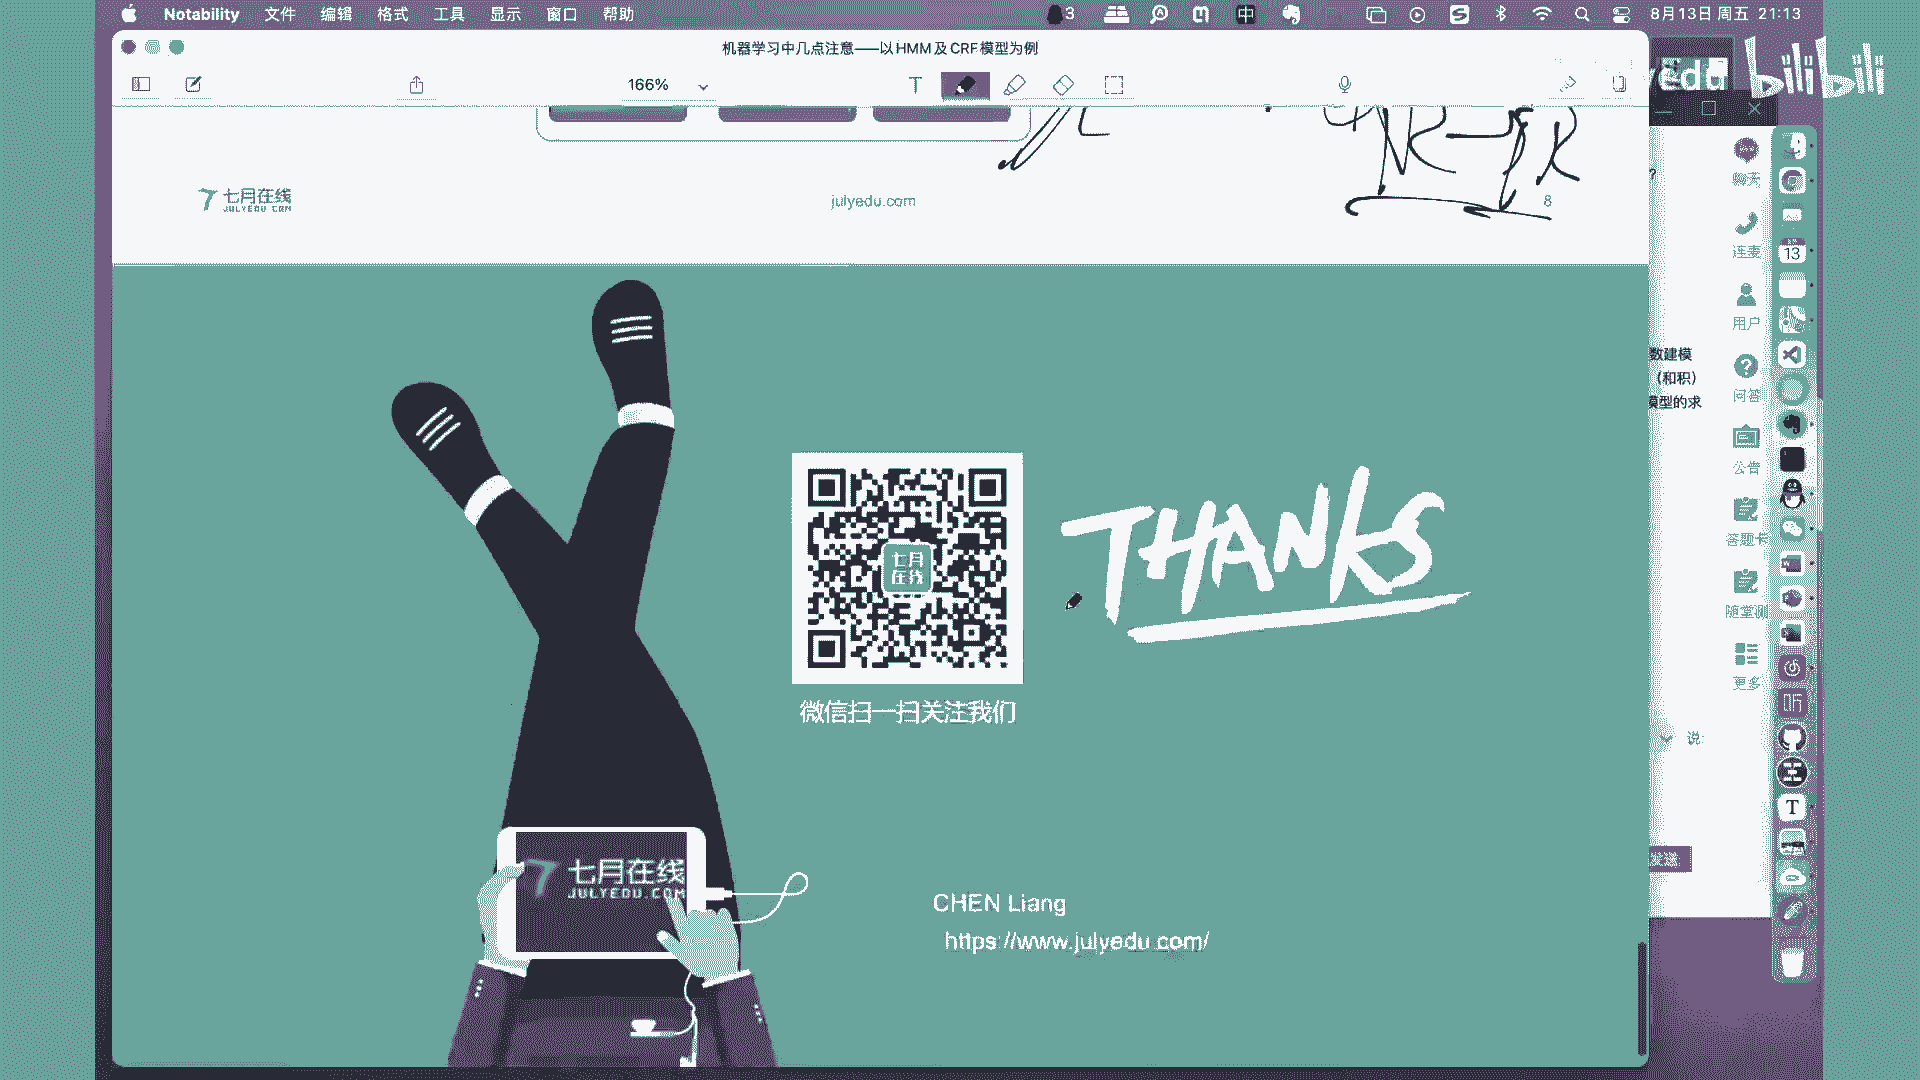 Notability 文件 编辑 格式 工具 显示 窗口 帮助
3
中
8月13日 周五 21:13
机器学习中几点注意——以HMM及CRF模型为例
bilibili
edu
166%
T
七月在线
JULYEDU.COM
julyedu.com
8
THANKS
七月
在线
微信扫一扫关注我们
七月在线
JULYEDU.COM
CHEN Liang
https://www.julyedu.com/
?
数建模
（和积）
模型的求
说:
发送
聊天
连麦
用户
问答
公告
答题卡
随堂测
更多
13
T
听